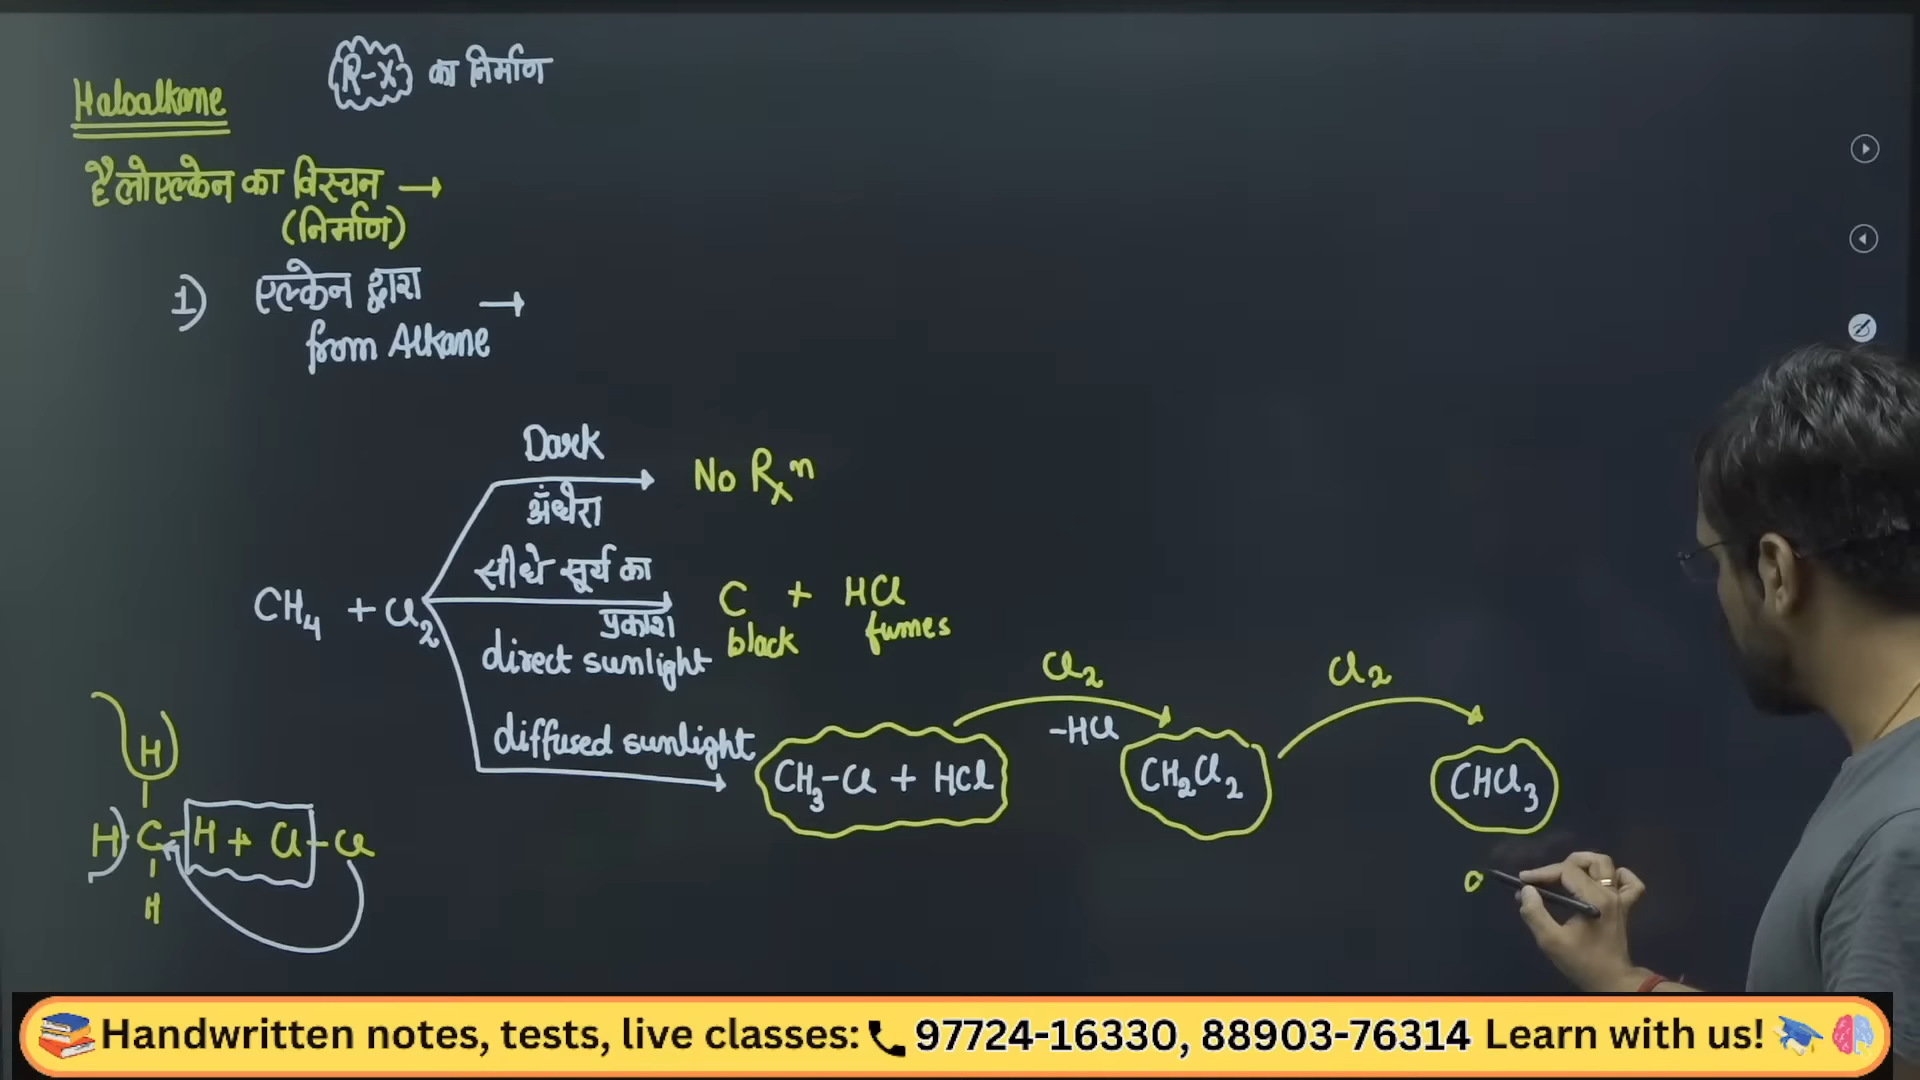 Haloalkane
R-X का निर्माण
हैलोएल्केन का विरचन →
(निर्माण)
1) एल्केन द्वारा →
from Alkane
Dark
अँधेरा
No Rxn
CH4 + Cl2
सीधे सूर्य का
प्रकाश
direct sunlight
C + HCl
black fumes
diffused sunlight
CH3-Cl + HCl
Cl2
-HCl
CH2Cl2
Cl2
CHCl3
H
H C H + Cl - Cl
H
Handwritten notes, tests, live classes: 97724-16330, 88903-76314 Learn with us!